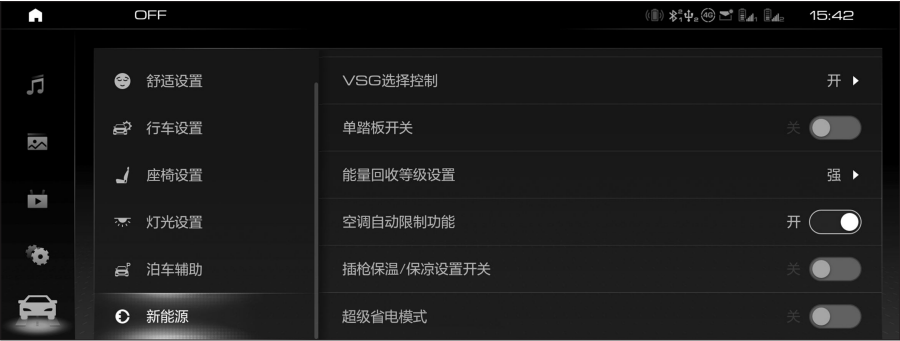 OFF
4G
15:42
舒适设置
行车设置
座椅设置
灯光设置
泊车辅助
新能源
VSG选择控制 开
单踏板开关 关
能量回收等级设置 强
空调自动限制功能 开
插枪保温/保凉设置开关 关
超级省电模式 关